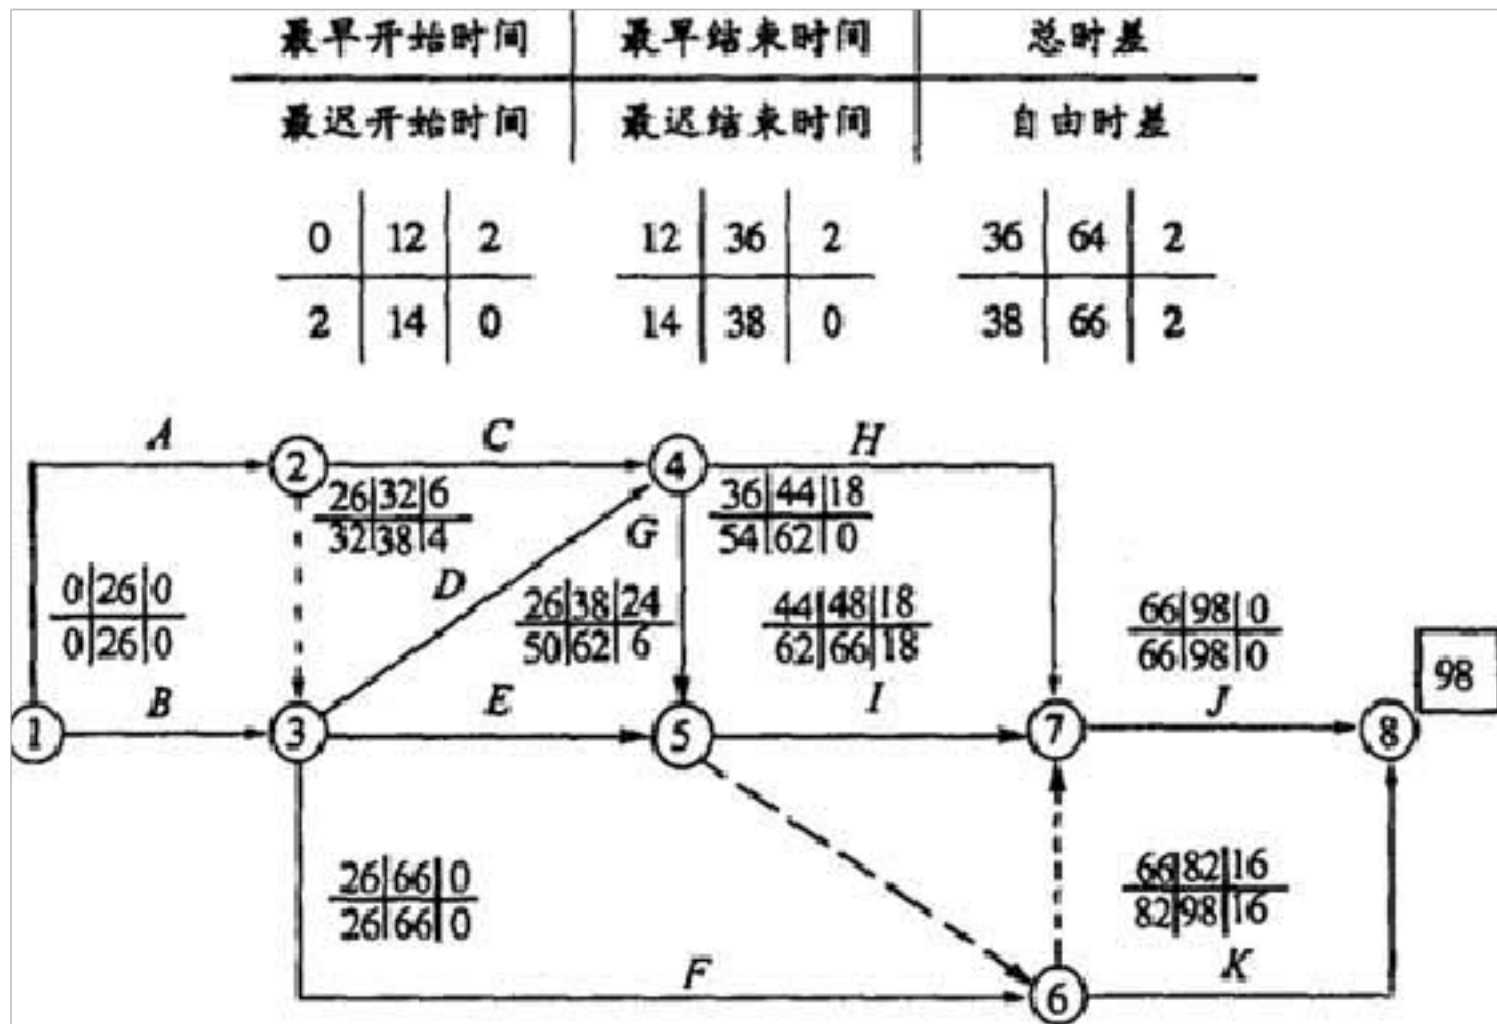 最早开始时间 最早结束时间 总时差
最迟开始时间 最迟结束时间 自由时差
0 12 2 12 36 2 36 64 2
2 14 0 14 38 0 38 66 2
A C H
2 4
26 32 6 36 44 18
32 38 4 G 54 62 0
D
0 26 0 26 38 24 44 48 18 66 98 0
0 26 0 50 62 6 62 66 18 66 98 0
98
B E I J
1 3 5 7 8
26 66 0 66 82 16
26 66 0 82 98 16
F K
6